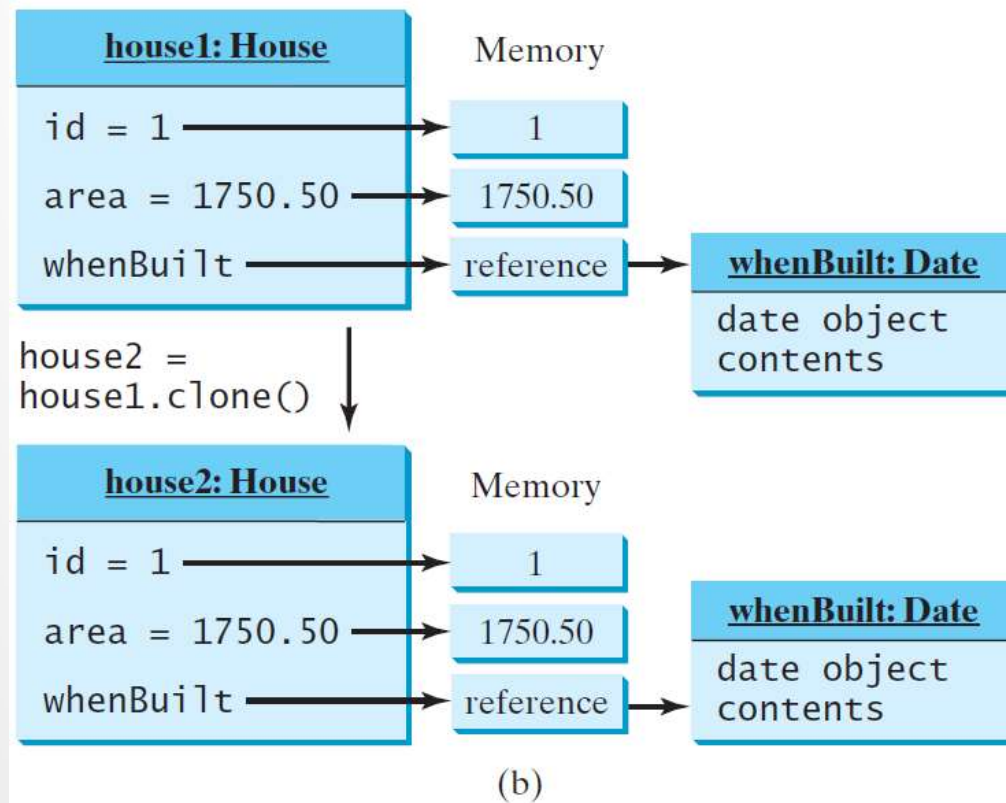 house1: House
Memory
id = 1
1
area = 1750.50
1750.50
whenBuilt
reference
whenBuilt: Date
date object
contents
house2 =
house1.clone()
house2: House
Memory
id = 1
1
area = 1750.50
1750.50
whenBuilt
reference
whenBuilt: Date
date object
contents
(b)